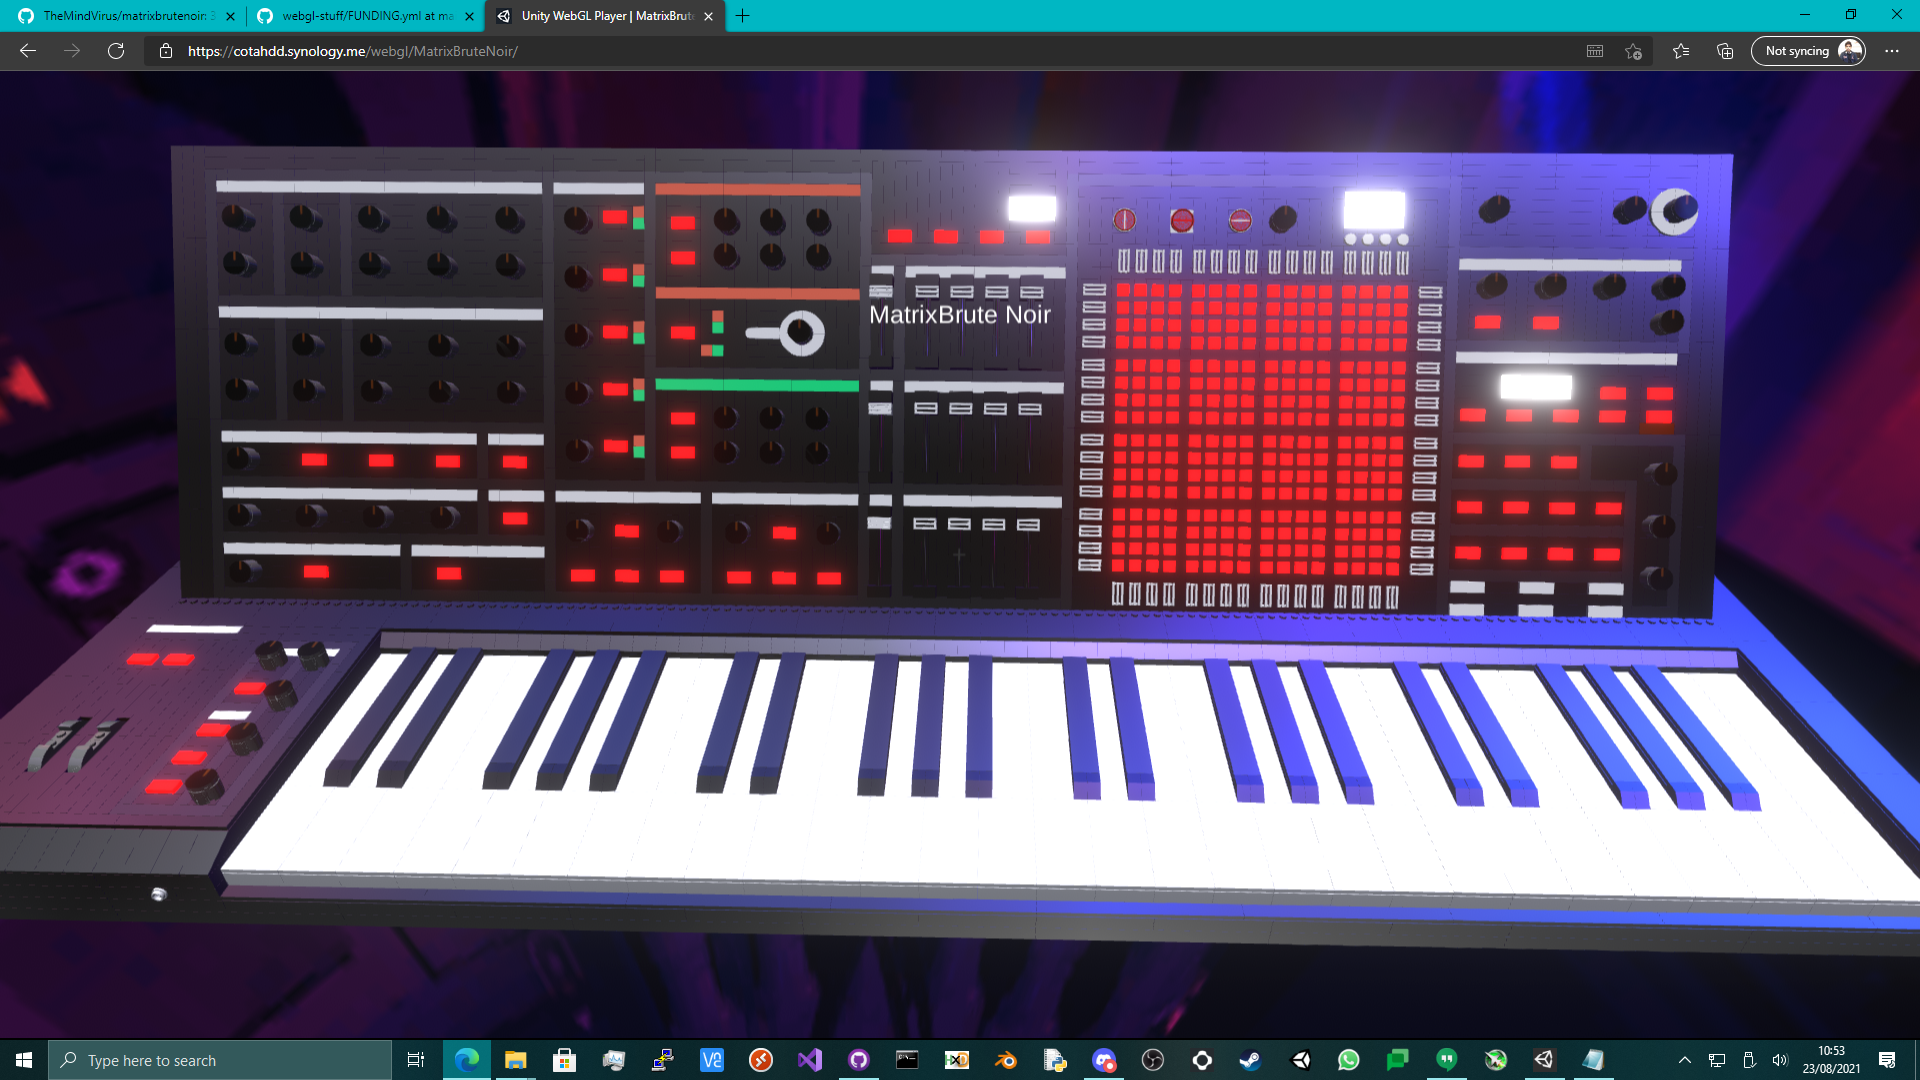 TheMindVirus/matrixbrutenoir: 3
webgl-stuff/FUNDING.yml at ma
Unity WebGL Player | MatrixBrute
https://cotahdd.synology.me/webgl/MatrixBruteNoir/
Not syncing
MatrixBrute Noir
Type here to search
10:53
23/08/2021